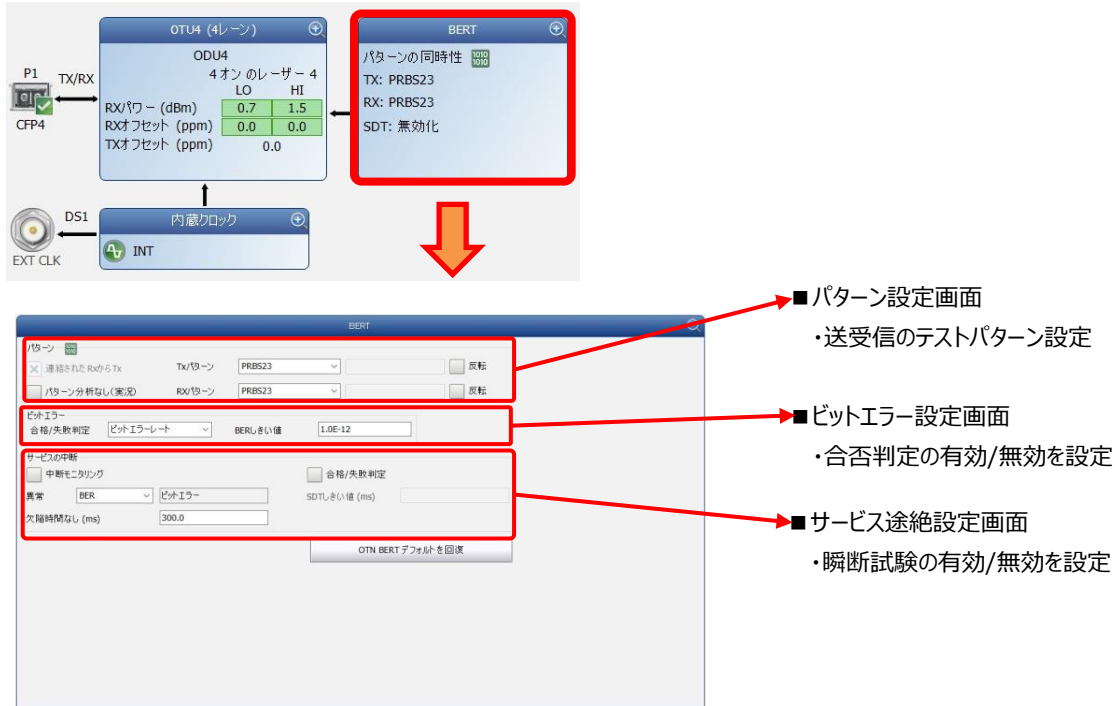 OTU4 (4レーン)
ODU4
4 オン のレーザー 4
LO HI
RXパワー (dBm) 0.7 1.5
RXオフセット (ppm) 0.0 0.0
TXオフセット (ppm) 0.0
P1
TX/RX
CFP4
BERT
パターンの同時性 1010 1010
TX: PRBS23
RX: PRBS23
SDT: 無効化
DS1
EXT CLK
内蔵クロック
INT
BERT
パターン
連結された RxからTx Tx/パターン PRBS23 反転
パターン分析なし(実況) RX/パターン PRBS23 反転
ビットエラー
合格/失敗判定 ビットエラーレート BERしきい値 1.0E-12
サービスの中断
中断モニタリング 合格/失敗判定
異常 BER ビットエラー SDTしきい値 (ms)
欠陥時間なし (ms) 300.0
OTN BERT デフォルトを回復
■パターン設定画面
・送受信のテストパターン設定
■ビットエラー設定画面
・合否判定の有効/無効を設定
■サービス途絶設定画面
・瞬断試験の有効/無効を設定